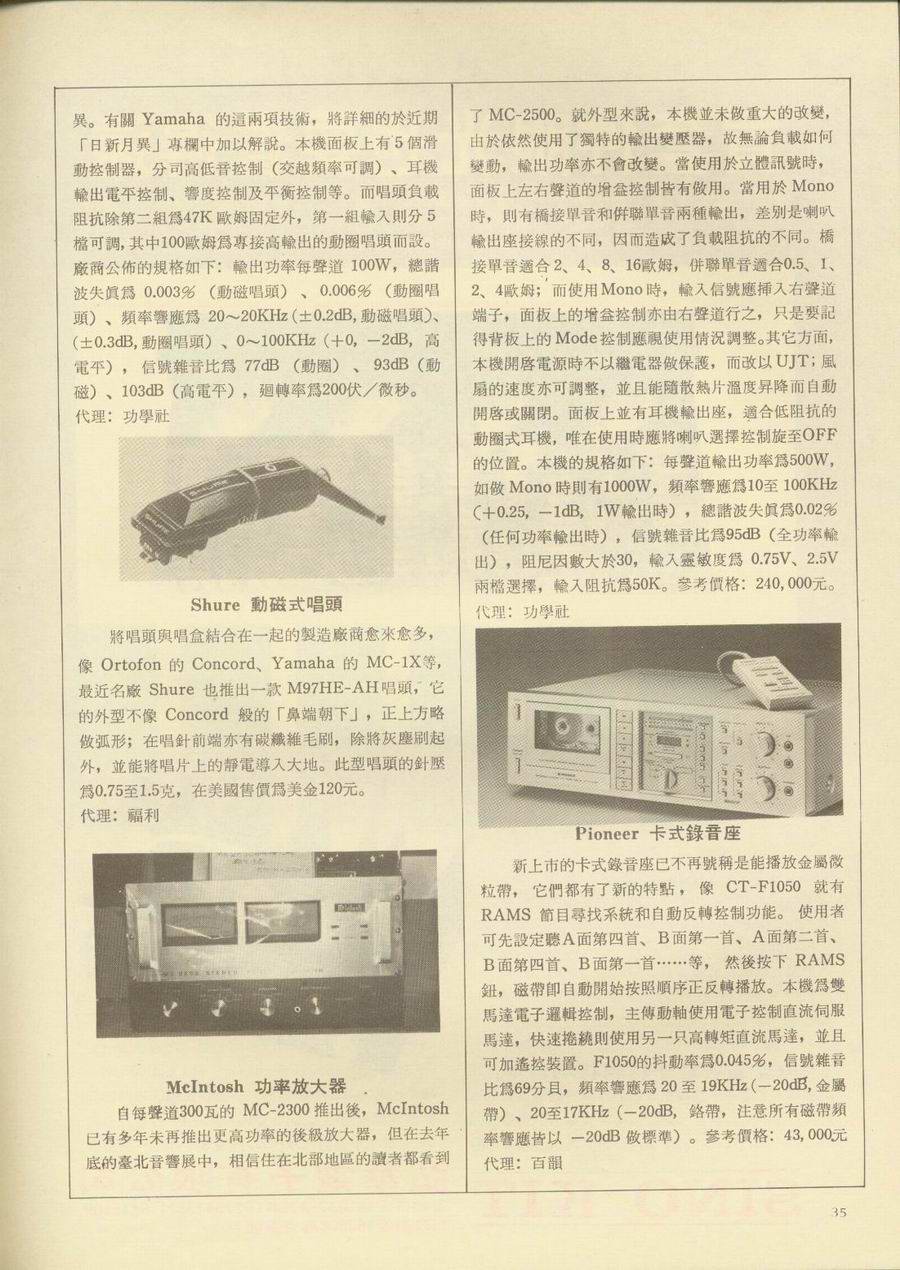 異。有關 Yamaha 的這兩項技術，將詳細的於近期
「日新月異」專欄中加以解說。本機面板上有5個滑
動控制器，分司高低音控制（交越頻率可調）、耳機
輸出電平控制、響度控制及平衡控制等。而唱頭負載
阻抗除第二組爲47K 歐姆固定外，第一組輸入則分 5
檔可調，其中100歐姆爲專接高輸出的動圈唱頭而設。
廠商公佈的規格如下：輸出功率每聲道 100W，總諧
波失眞爲 0.003%（動磁唱頭）、0.006%（動圈唱
頭）、頻率響應爲 20～20KHz (±0.2dB, 動磁唱頭)、
(±0.3dB, 動圈唱頭）、0～100KHz（+0, －2dB, 高
電平），信號雜音比爲 77dB（動圈）、93dB（動
磁）、103dB（高電平），廻轉率爲200伏／微秒。
代理：功學社
SHURE
SHURE
Shure 動磁式唱頭
將唱頭與唱盒結合在一起的製造廠商愈來愈多，
像 Ortofon 的 Concord、Yamaha 的 MC-1X等，
最近名廠 Shure 也推出一款 M97HE-AH唱頭，它
的外型不像 Concord 般的「鼻端朝下」，正上方略
做弧形；在唱針前端亦有碳纖維毛刷，除將灰塵刷起
外，並能將唱片上的靜電導入大地。此型唱頭的針壓
爲0.75至1.5克，在美國售價爲美金120元。
代理：福利
McIntosh 功率放大器
自每聲道300瓦的 MC-2300 推出後，McIntosh
已有多年未再推出更高功率的後級放大器，但在去年
底的臺北音響展中，相信住在北部地區的讀者都看到
了 MC-2500。就外型來說，本機並未做重大的改變，
由於依然使用了獨特的輸出變壓器，故無論負載如何
變動，輸出功率亦不會改變。當使用於立體訊號時，
面板上左右聲道的增益控制皆有做用。當用於 Mono
時，則有橋接單音和倂聯單音兩種輸出，差別是喇叭
輸出座接線的不同，因而造成了負載阻抗的不同。橋
接單音適合 2、4、8、16歐姆，併聯單音適合0.5、1、
2、4歐姆；而使用Mono 時，輸入信號應插入右聲道
端子，面板上的增益控制亦由右聲道行之，只是要記
得背板上的 Mode 控制應視使用情況調整。其它方面，
本機開啓電源時不以繼電器做保護，而改以 UJT；風
扇的速度亦可調整，並且能隨散熱片溫度昇降而自動
開啓或關閉。面板上並有耳機輸出座，適合低阻抗的
動圈式耳機，唯在使用時應將喇叭選擇控制旋至OFF
的位置。本機的規格如下：每聲道輸出功率爲500W，
如做 Mono 時則有1000W，頻率響應爲10至 100KHz
（+0.25, －1dB, 1W輸出時），總諧波失眞爲0.02%
（任何功率輸出時），信號雜音比爲95dB（全功率輸
出），阻尼因數大於30，輸入靈敏度爲 0.75V、2.5V
兩檔選擇，輸入阻抗爲50K。參考價格：240,000元。
代理：功學社
Pioneer 卡式錄音座
新上市的卡式錄音座已不再號稱是能播放金屬微
粒帶，它們都有了新的特點，像 CT-F1050 就有
RAMS 節目尋找系統和自動反轉控制功能。使用者
可先設定聽A面第四首、B面第一首、A面第二首、
B面第四首、B面第一首……等，然後按下 RAMS
鈕，磁帶卽自動開始按照順序正反轉播放。本機爲雙
馬達電子邏輯控制，主傳動軸使用電子控制直流伺服
馬達，快速捲繞則使用另一只高轉矩直流馬達，並且
可加遙控裝置。F1050的抖動率爲0.045%，信號雜音
比爲69分貝，頻率響應爲 20 至 19KHz (－20dB, 金屬
帶）、20至17KHz（－20dB, 鉻帶，注意所有磁帶頻
率響應皆以 －20dB 做標準）。參考價格：43,000元
代理：百韻
35